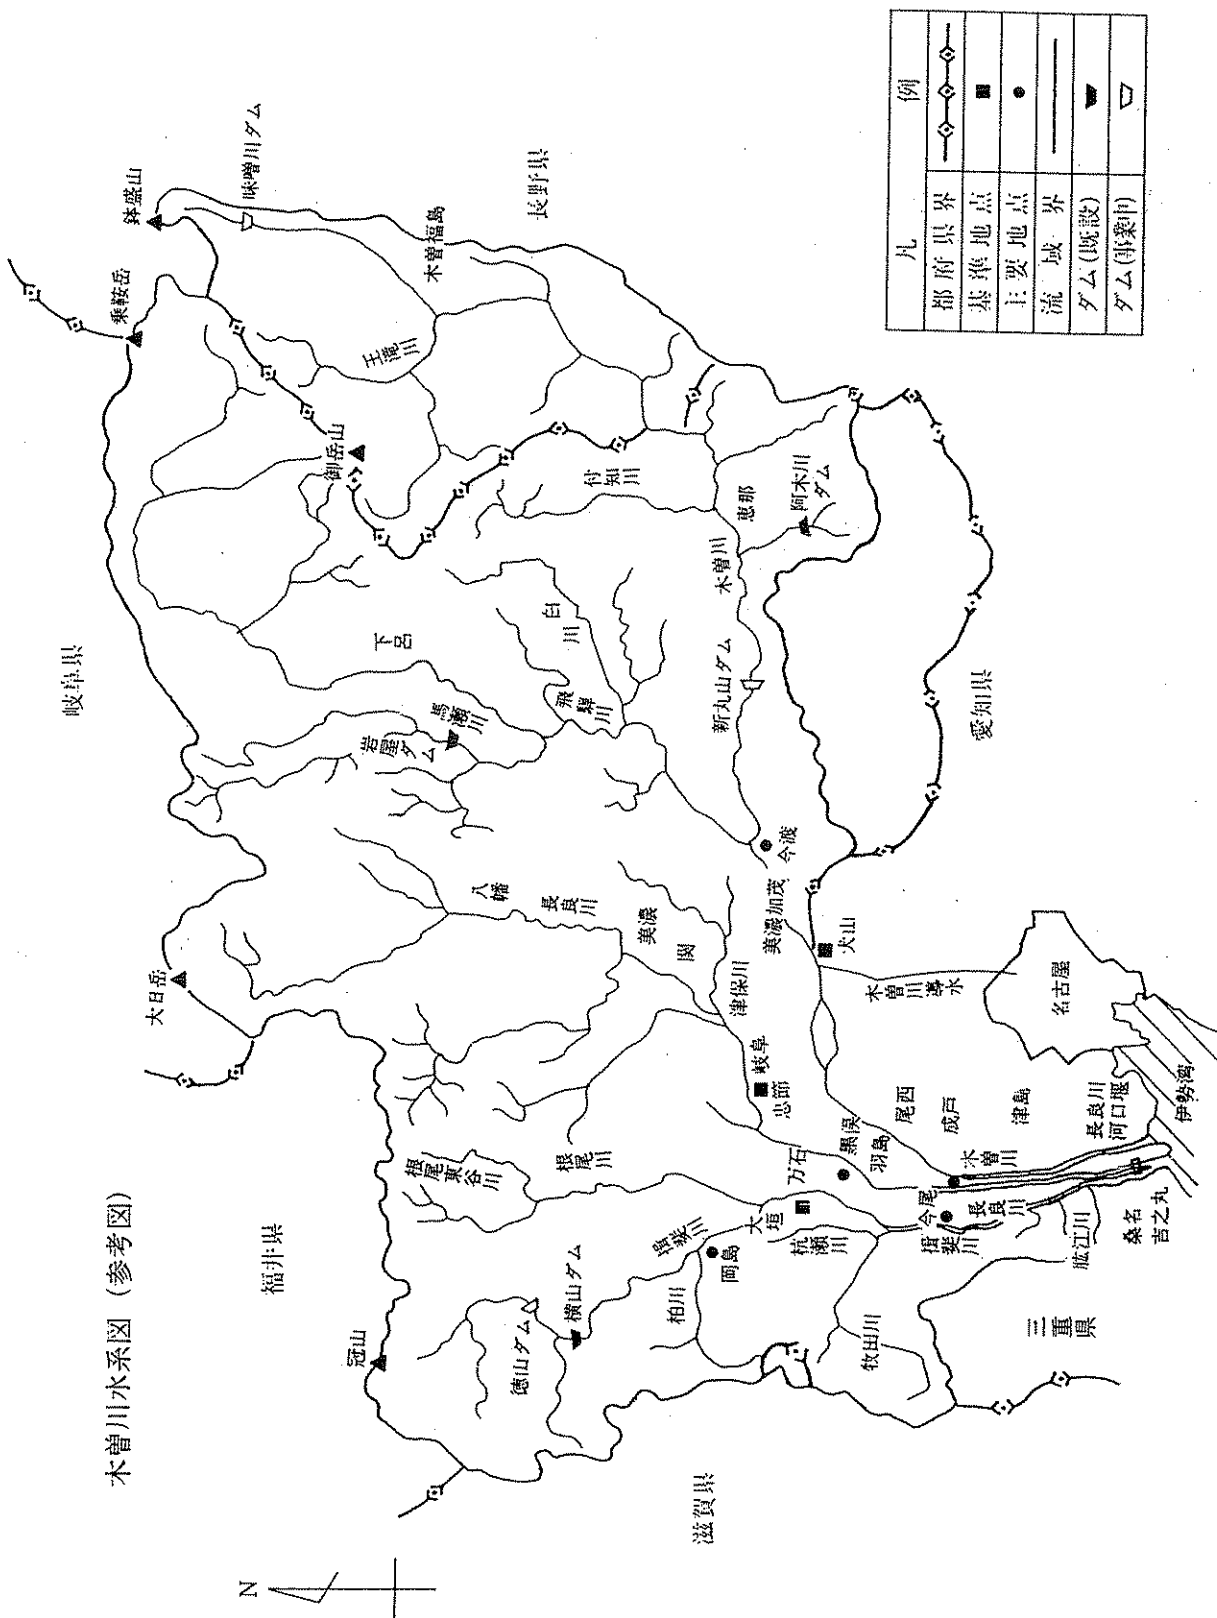 木曽川水系図 (参考図)
N
凡例
都府県界
基準地点
主要地点
流域界
ダム(既設)
ダム(事業中)
岐阜県
長野県
福井県
滋賀県
愛知県
三重県
鉢盛山
乗鞍岳
御岳山
大日岳
冠山
味噌川ダム
木曽福島
王滝川
付知川
恵那
阿木川ダム
木曽川
新丸山ダム
白川
飛騨川
下呂
馬瀬川
岩屋ダム
今渡
美濃加茂
犬山
八幡
長良川
美濃
関
津保川
岐阜
忠節
木曽川導水
名古屋
根尾東谷川
根尾川
揖斐川
横山ダム
徳山ダム
岡島
柏川
大垣
万石
杭瀬川
牧田川
墨俣
羽島
尾西
成戸
津島
木曽川
今尾
長良川
揖斐川
肱江川
長良川河口堰
伊勢湾
桑名
吉之丸